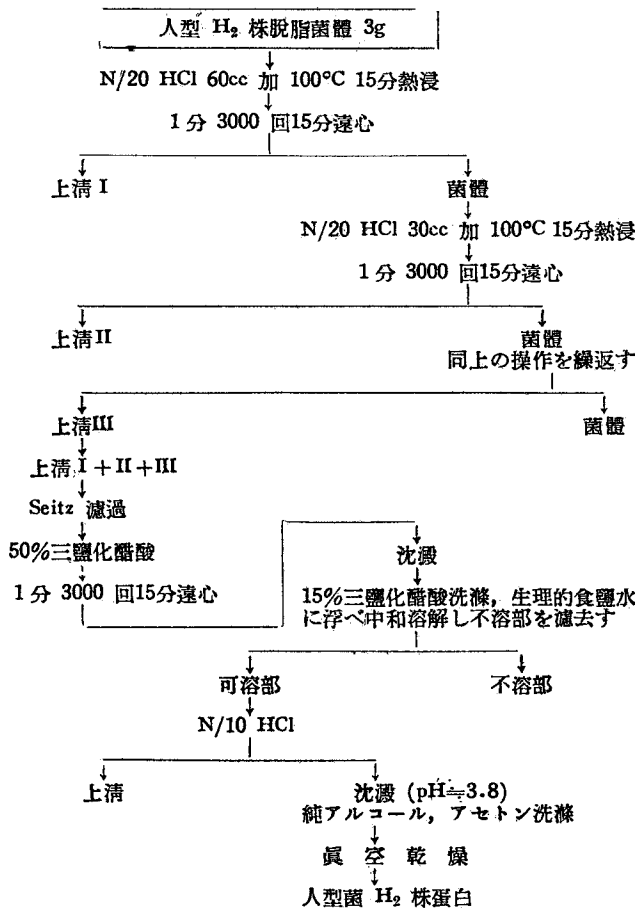 人型 H₂ 株脱脂菌體 3g
N/20 HCl 60cc 加 100°C 15分熱浸
1分 3000 回15分遠心
上淸 I
菌體
N/20 HCl 30cc 加 100°C 15分熱浸
1分 3000 回15分遠心
上淸II
菌體
同上の操作を繰返す
上淸III
菌體
上淸 I + II + III
Seitz 濾過
50%三鹽化醋酸
1分 3000 回15分遠心
沈澱
15%三鹽化醋酸洗滌，生理的食鹽水
に浮べ中和溶解し不溶部を濾去す
可溶部
不溶部
N/10 HCl
上淸
沈澱 (pH≒3.8)
純アルコール，アセトン洗滌
眞空乾燥
人型菌 H₂ 株蛋白